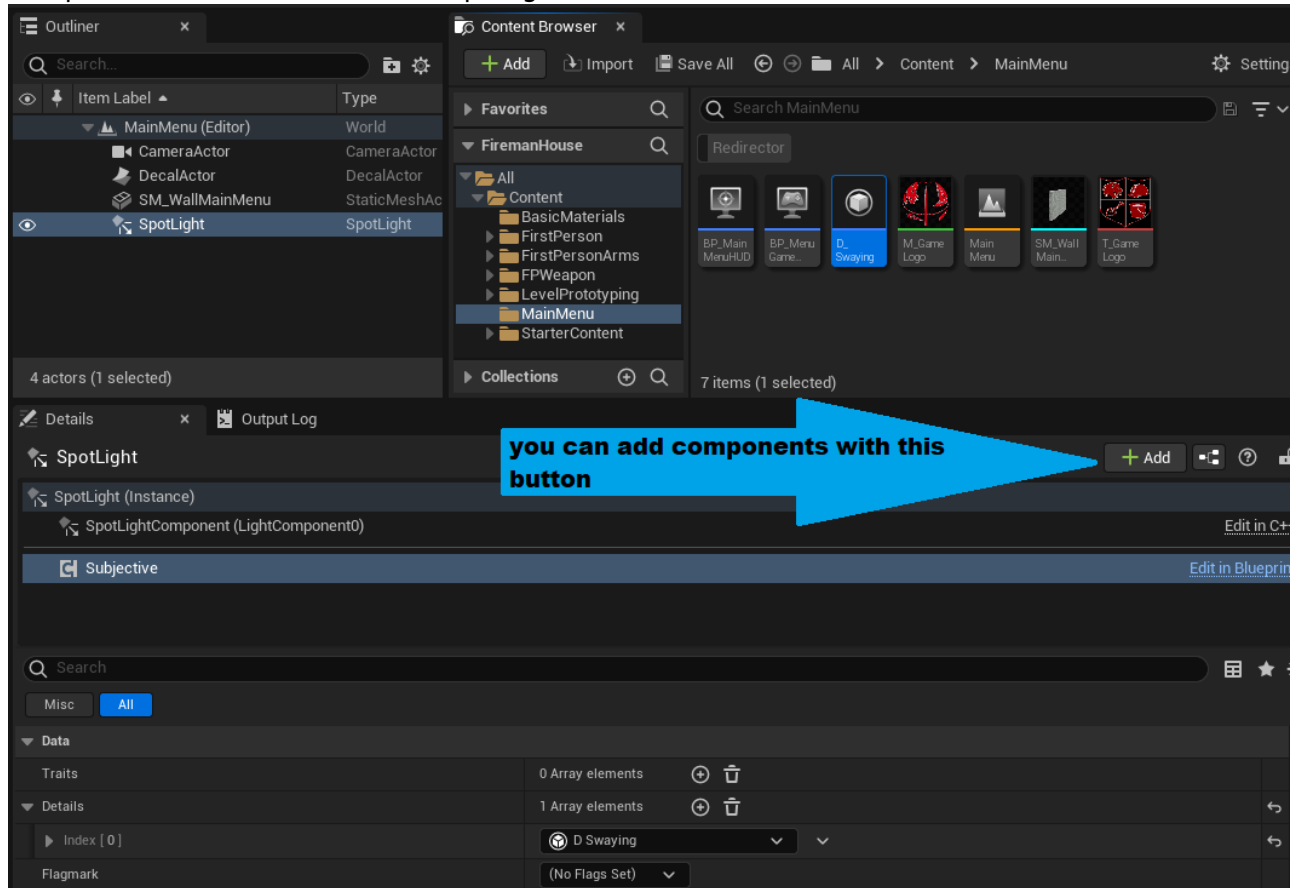 Outliner
Content Browser
Search...
Add
Import
Save All
All
Content
MainMenu
Item Label
Type
Favorites
Search MainMenu
MainMenu (Editor)
World
FiremanHouse
Redirector
CameraActor
CameraActor
DecalActor
DecalActor
SM_WallMainMenu
StaticMeshAc
SpotLight
SpotLight
All
Content
BasicMaterials
FirstPerson
FirstPersonArms
FPWeapon
LevelPrototyping
MainMenu
StarterContent
BP_Main
MenuHUD
BP_Menu
Game...
D_
Swaying
M_Game
Logo
Main
Menu
SM_Wall
Main...
T_Game
Logo
4 actors (1 selected)
Collections
7 items (1 selected)
Details
Output Log
you can add components with this
button
SpotLight
Add
SpotLight (Instance)
SpotLightComponent (LightComponent0)
Edit in C+
Subjective
Edit in Blueprin
Search
Misc
All
Data
Traits
0 Array elements
Details
1 Array elements
Index [ 0 ]
D Swaying
Flagmark
(No Flags Set)